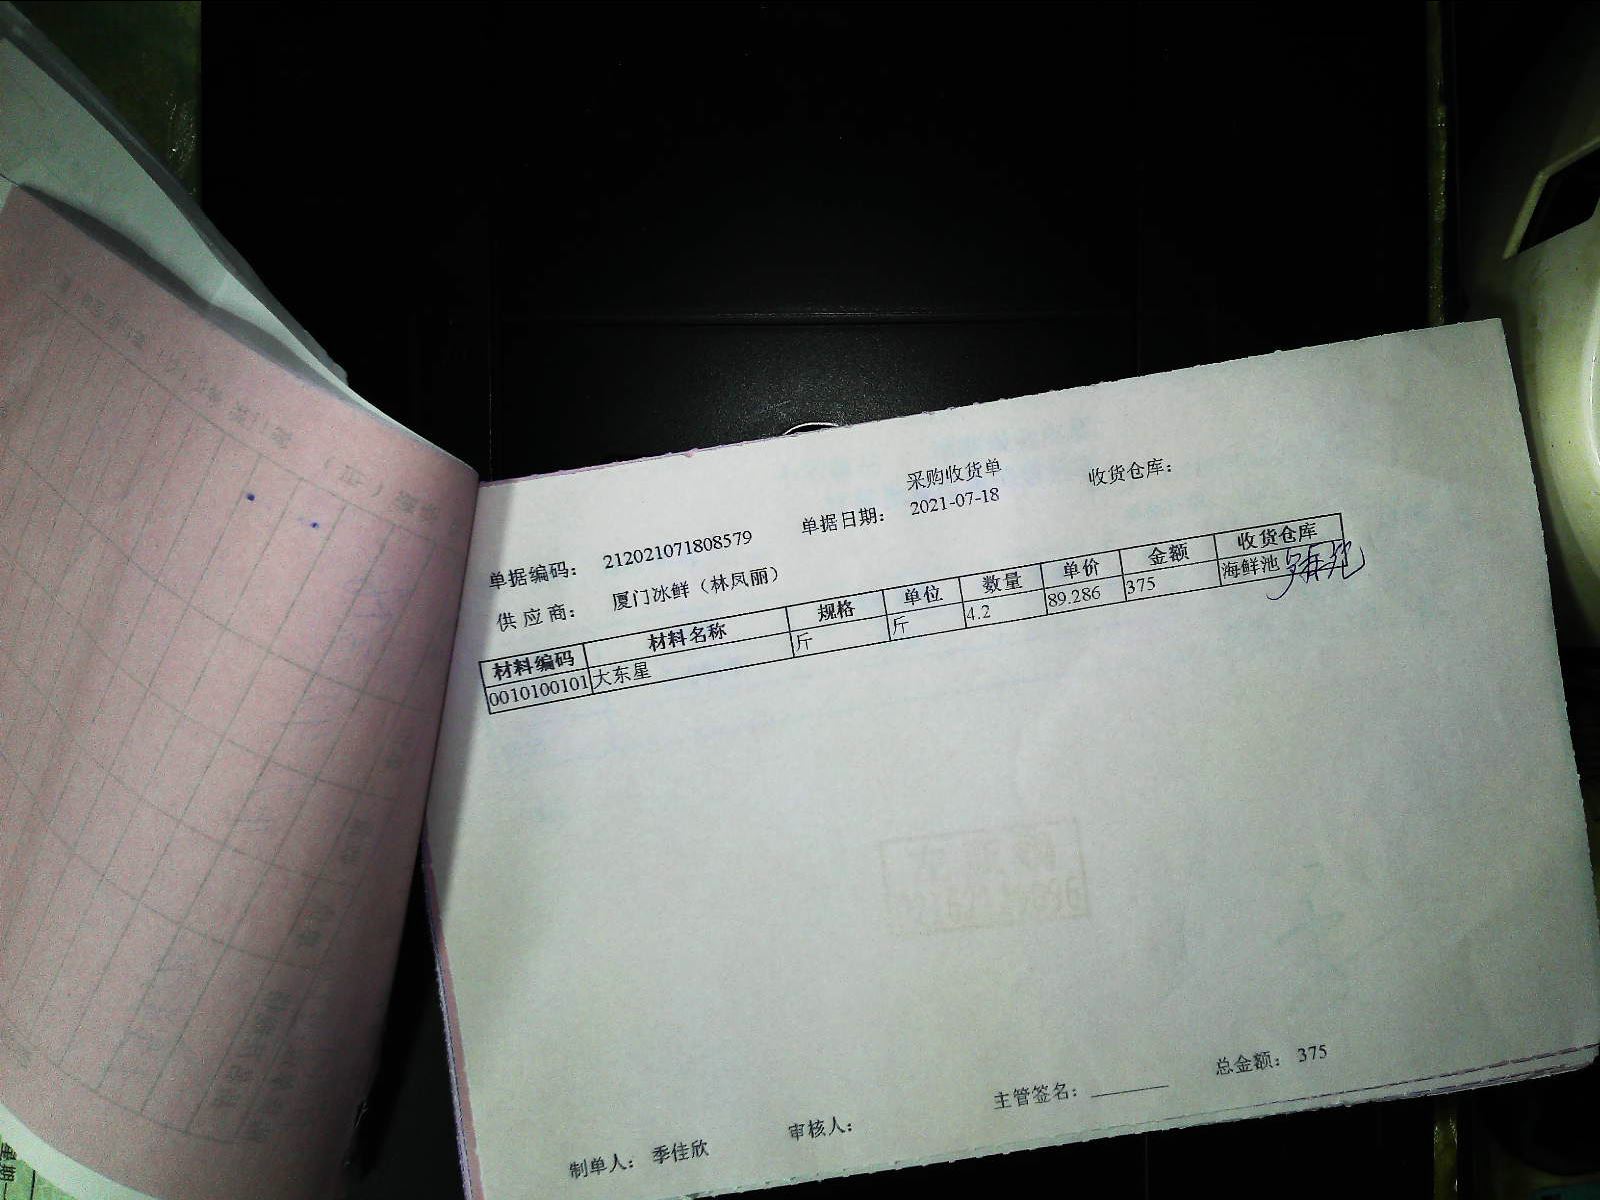 采购收货单
单据编码： 212021071808579 单据日期： 2021-07-18 收货仓库：
供 应 商： 厦门冰鲜（林凤丽）
材料编码 材料名称 规格 单位 数量 单价 金额 收货仓库
0010100101 大东星 斤 斤 4.2 89.286 375 海鲜池
制单人： 季佳欣 审核人： 主管签名： 总金额： 375